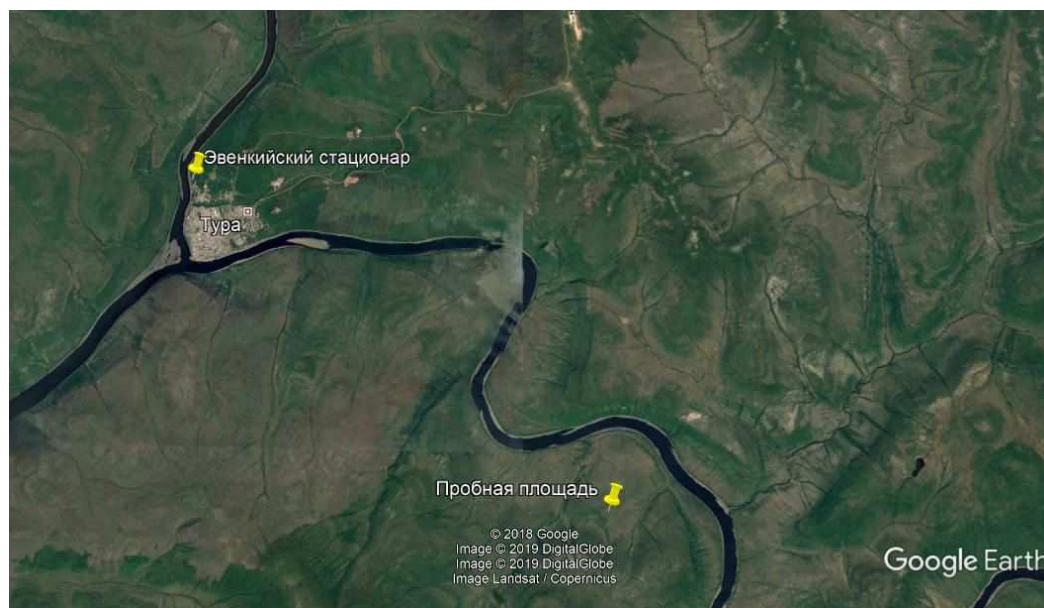 Эвенкийский стационар
Тура
Пробная площадь
© 2018 Google
Image © 2019 DigitalGlobe
Image © 2019 DigitalGlobe
Image Landsat / Copernicus
Google Earth